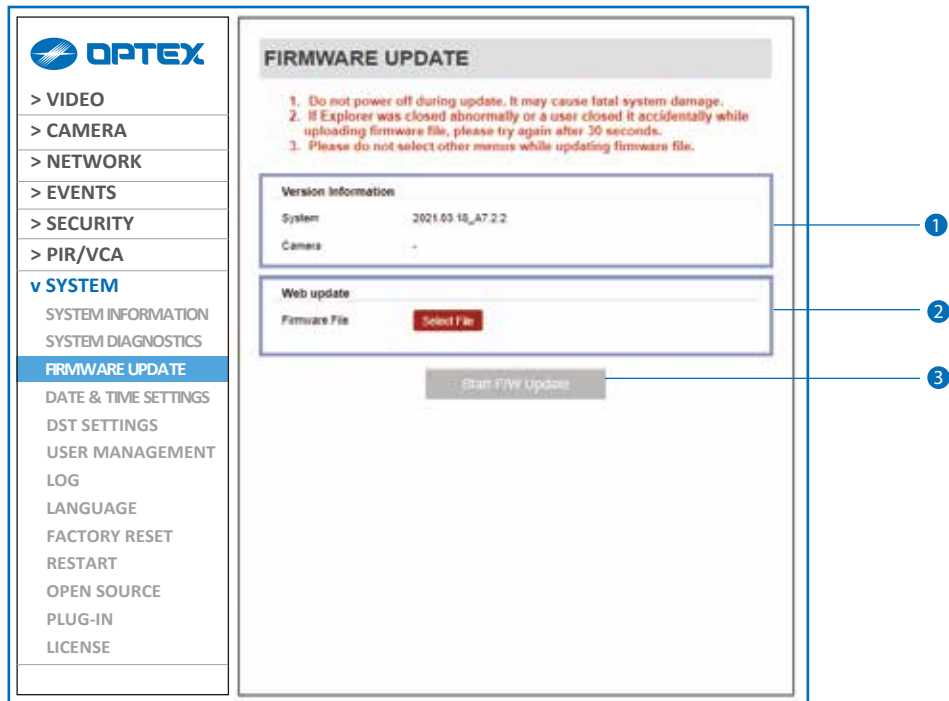 OPTEX
> VIDEO
> CAMERA
> NETWORK
> EVENTS
> SECURITY
> PIR/VCA
v SYSTEM
SYSTEM INFORMATION
SYSTEM DIAGNOSTICS
FIRMWARE UPDATE
DATE & TIME SETTINGS
DST SETTINGS
USER MANAGEMENT
LOG
LANGUAGE
FACTORY RESET
RESTART
OPEN SOURCE
PLUG-IN
LICENSE
FIRMWARE UPDATE
1. Do not power off during update. It may cause fatal system damage.
2. If Explorer was closed abnormally or a user closed it accidentally while
uploading firmware file, please try again after 30 seconds.
3. Please do not select other menus while updating firmware file.
Version Information
System 2021.03.18_A7.2.2
Camera -
1
Web update
Firmware File Select File
2
Start F/W Update
3